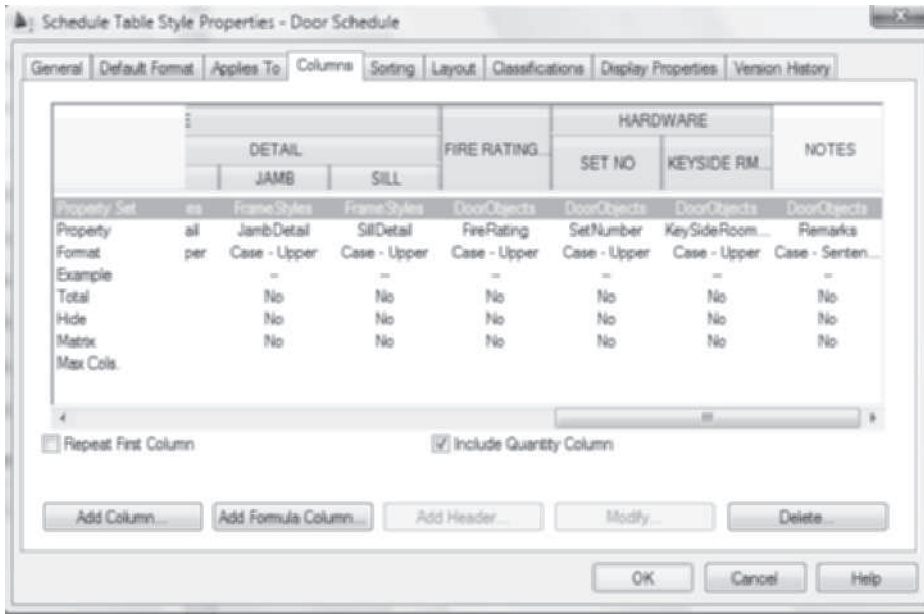 Schedule Table Style Properties - Door Schedule
General Default Format Applies To Columns Sorting Layout Classifications Display Properties Version History
HARDWARE
DETAIL FIRE RATING... SET NO KEYSIDE RM... NOTES
JAMB SILL
Property Set es FrameStyles FrameStyles DoorObjects DoorObjects DoorObjects DoorObjects
Property ail JambDetail SillDetail FireRating SetNumber KeySideRoom... Remarks
Format per Case - Upper Case - Upper Case - Upper Case - Upper Case - Upper Case - Senten...
Example -- -- -- -- -- --
Total No No No No No No
Hide No No No No No No
Matrix No No No No No No
Max Cols.
Repeat First Column Include Quantity Column
Add Column... Add Formula Column... Add Header... Modify... Delete...
OK Cancel Help